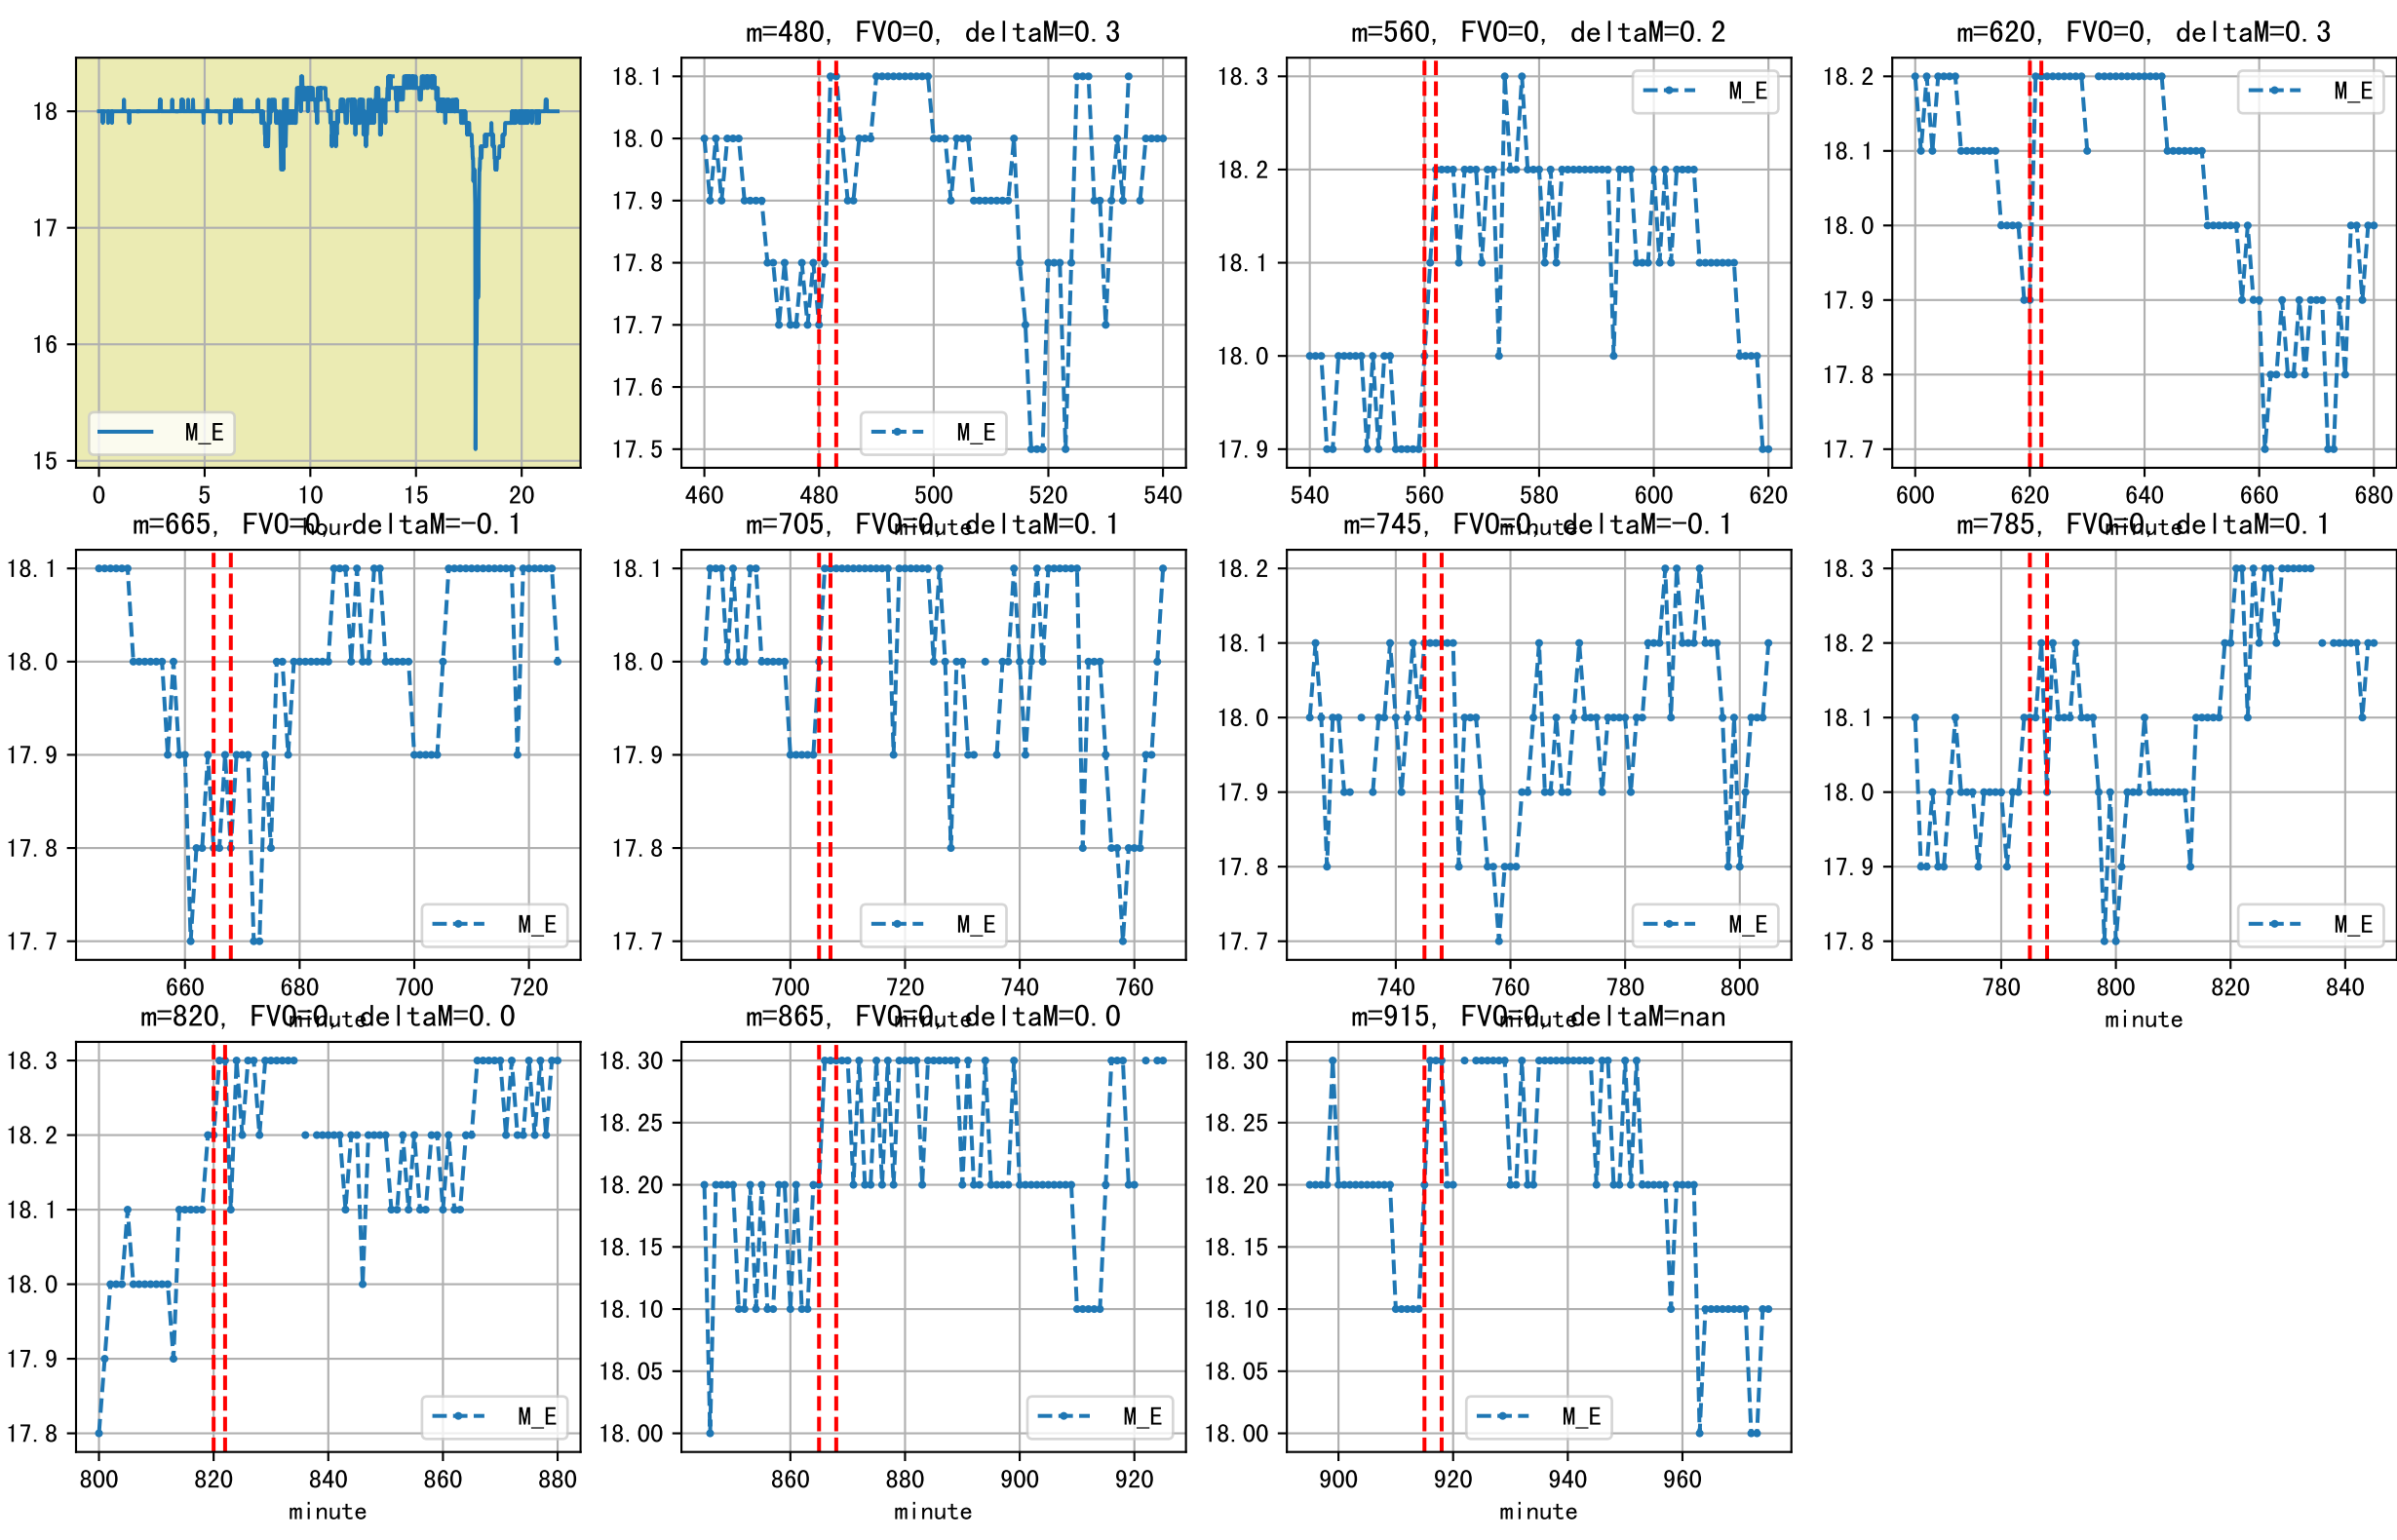 m=480, FVO=0, deltaM=0.3
m=560, FVO=0, deltaM=0.2
m=620, FVO=0, deltaM=0.3
18
17
16
15
0 5 10 15 20
hour
M_E
18.1
18.0
17.9
17.8
17.7
17.6
17.5
460 480 500 520 540
minute
M_E
18.3
18.2
18.1
18.0
17.9
540 560 580 600 620
minute
M_E
18.2
18.1
18.0
17.9
17.8
17.7
600 620 640 660 680
minute
M_E
m=665, FVO=0, deltaM=-0.1
m=705, FVO=0, deltaM=0.1
m=745, FVO=0, deltaM=-0.1
m=785, FVO=0, deltaM=0.1
18.1
18.0
17.9
17.8
17.7
660 680 700 720
minute
M_E
18.1
18.0
17.9
17.8
17.7
700 720 740 760
minute
M_E
18.2
18.1
18.0
17.9
17.8
17.7
740 760 780 800
minute
M_E
18.3
18.2
18.1
18.0
17.9
17.8
780 800 820 840
minute
M_E
m=820, FVO=0, deltaM=0.0
m=865, FVO=0, deltaM=0.0
m=915, FVO=0, deltaM=nan
18.3
18.2
18.1
18.0
17.9
17.8
800 820 840 860 880
minute
M_E
18.30
18.25
18.20
18.15
18.10
18.05
18.00
860 880 900 920
minute
M_E
18.30
18.25
18.20
18.15
18.10
18.05
18.00
900 920 940 960
minute
M_E